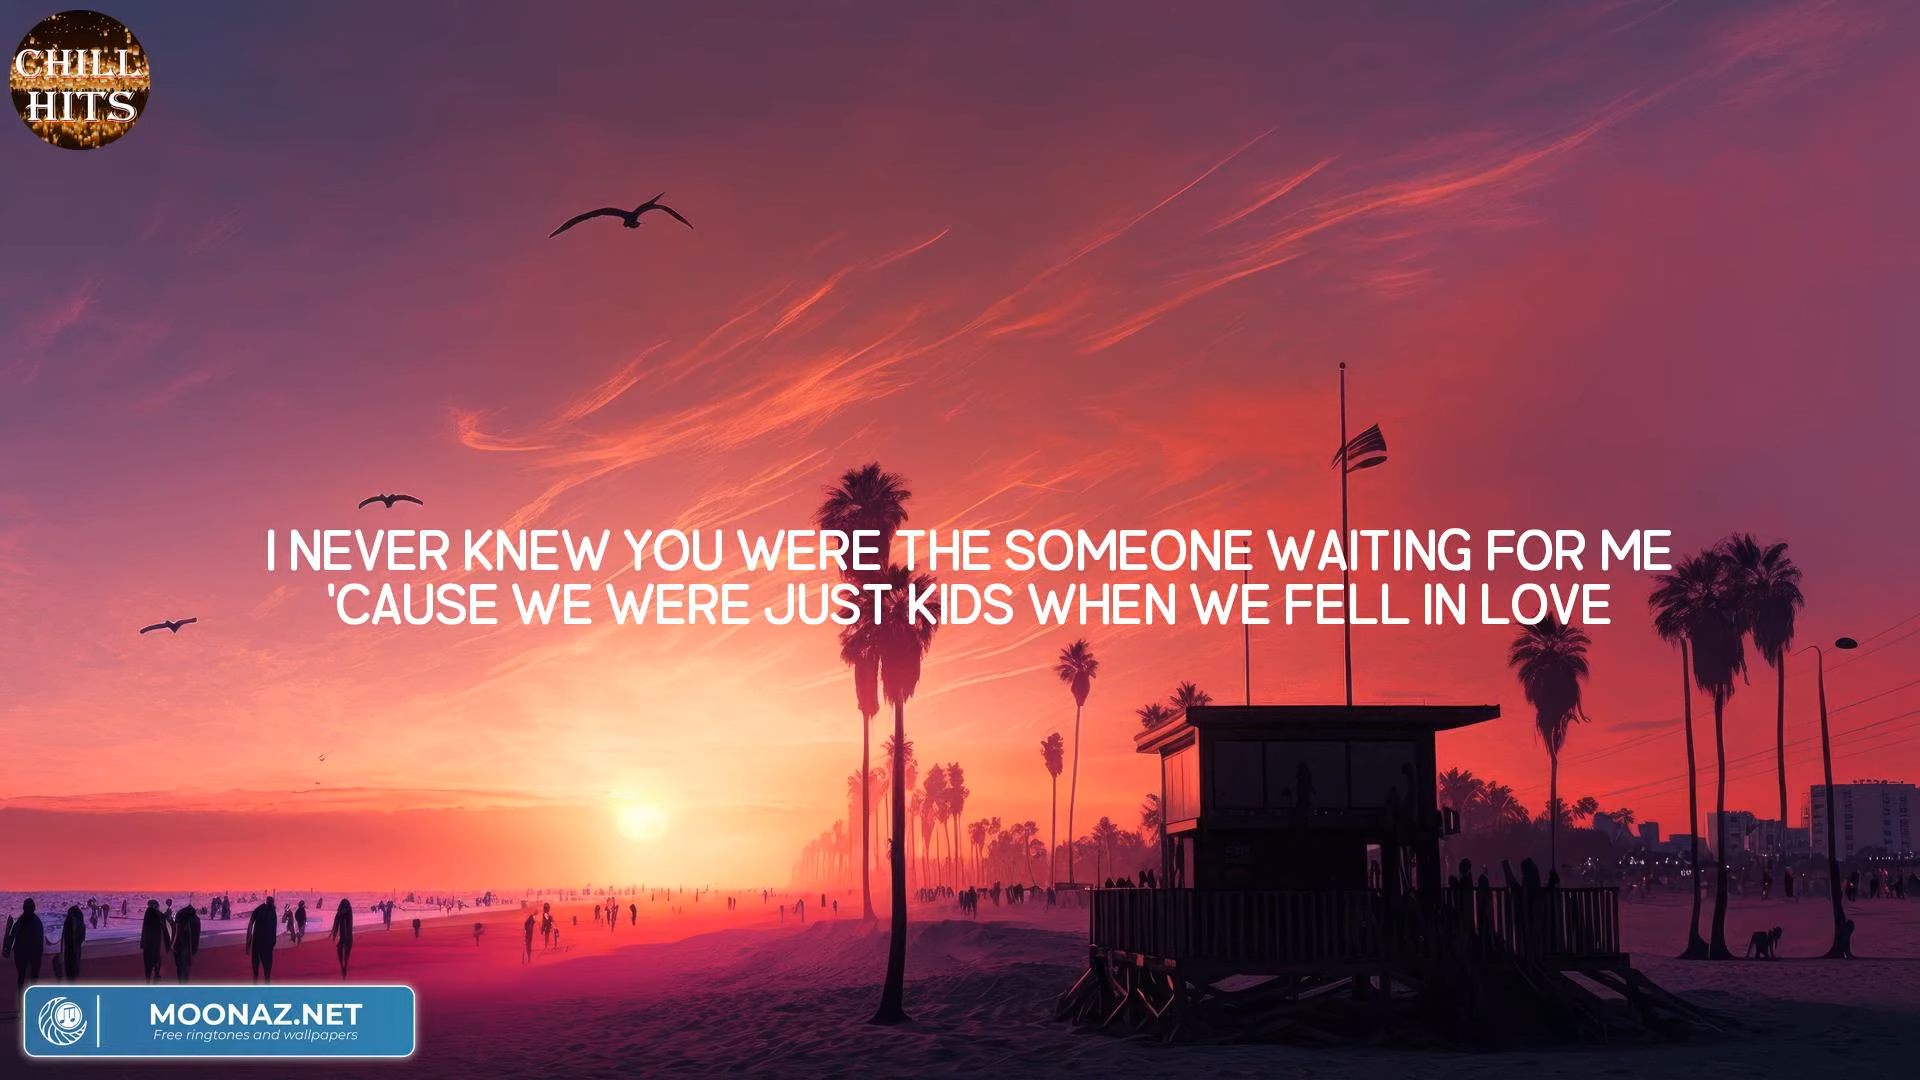 CHILL
HITS
I NEVER KNEW YOU WERE THE SOMEONE WAITING FOR ME
'CAUSE WE WERE JUST KIDS WHEN WE FELL IN LOVE
MOONAZ.NET
Free ringtones and wallpapers